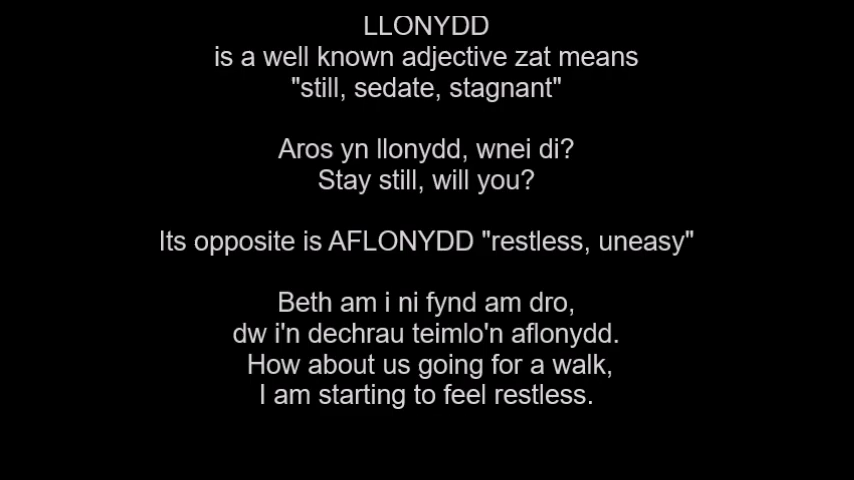 LLONYDD
is a well known adjective zat means
"still, sedate, stagnant"
Aros yn llonydd, wnei di?
Stay still, will you?
Its opposite is AFLONYDD "restless, uneasy"
Beth am i ni fynd am dro,
dw i'n dechrau teimlo'n aflonydd.
How about us going for a walk,
I am starting to feel restless.